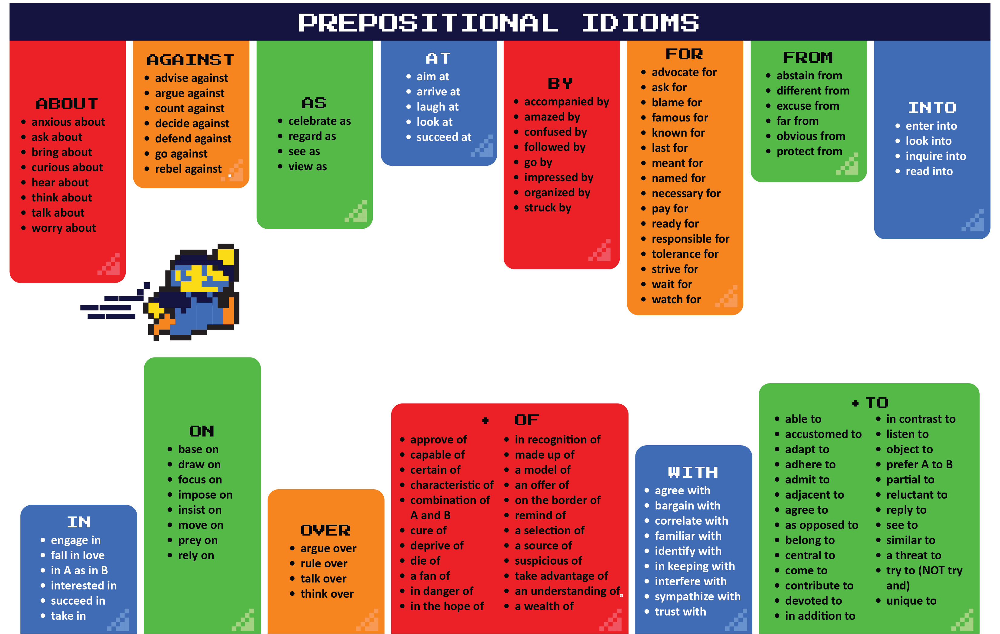 PREPOSITIONAL IDIOMS
ABOUT
• anxious about
• ask about
• bring about
• curious about
• hear about
• think about
• talk about
• worry about
AGAINST
• advise against
• argue against
• count against
• decide against
• defend against
• go against
• rebel against
AS
• celebrate as
• regard as
• see as
• view as
AT
• aim at
• arrive at
• laugh at
• look at
• succeed at
BY
• accompanied by
• amazed by
• confused by
• followed by
• go by
• impressed by
• organized by
• struck by
FOR
• advocate for
• ask for
• blame for
• famous for
• known for
• last for
• meant for
• named for
• necessary for
• pay for
• ready for
• responsible for
• tolerance for
• strive for
• wait for
• watch for
FROM
• abstain from
• different from
• excuse from
• far from
• obvious from
• protect from
INTO
• enter into
• look into
• inquire into
• read into
IN
• engage in
• fall in love
• in A as in B
• interested in
• succeed in
• take in
ON
• base on
• draw on
• focus on
• impose on
• insist on
• move on
• prey on
• rely on
OVER
• argue over
• rule over
• talk over
• think over
• OF
• approve of
• capable of
• certain of
• characteristic of
• combination of
A and B
• cure of
• deprive of
• die of
• a fan of
• in danger of
• in the hope of
• in recognition of
• made up of
• a model of
• an offer of
• on the border of
• remind of
• a selection of
• a source of
• suspicious of
• take advantage of
• an understanding of
• a wealth of
WITH
• agree with
• bargain with
• correlate with
• familiar with
• identify with
• in keeping with
• interfere with
• sympathize with
• trust with
• TO
• able to
• accustomed to
• adapt to
• adhere to
• admit to
• adjacent to
• agree to
• as opposed to
• belong to
• central to
• come to
• contribute to
• devoted to
• in addition to
• in contrast to
• listen to
• object to
• prefer A to B
• partial to
• reluctant to
• reply to
• see to
• similar to
• a threat to
• try to (NOT try
and)
• unique to